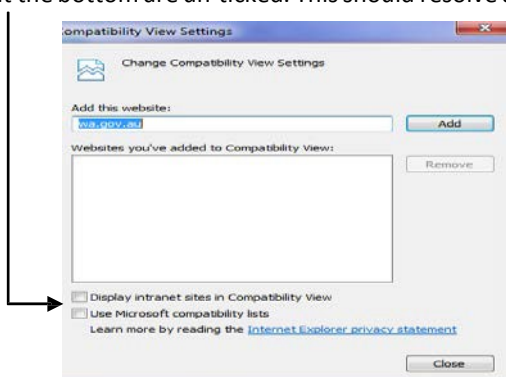 at the bottom are un-ticked. This should resolve
Compatibility View Settings
Change Compatibility View Settings
Add this website:
wa.gov.au
Add
Websites you've added to Compatibility View:
Remove
Display intranet sites in Compatibility View
Use Microsoft compatibility lists
Learn more by reading the Internet Explorer privacy statement
Close